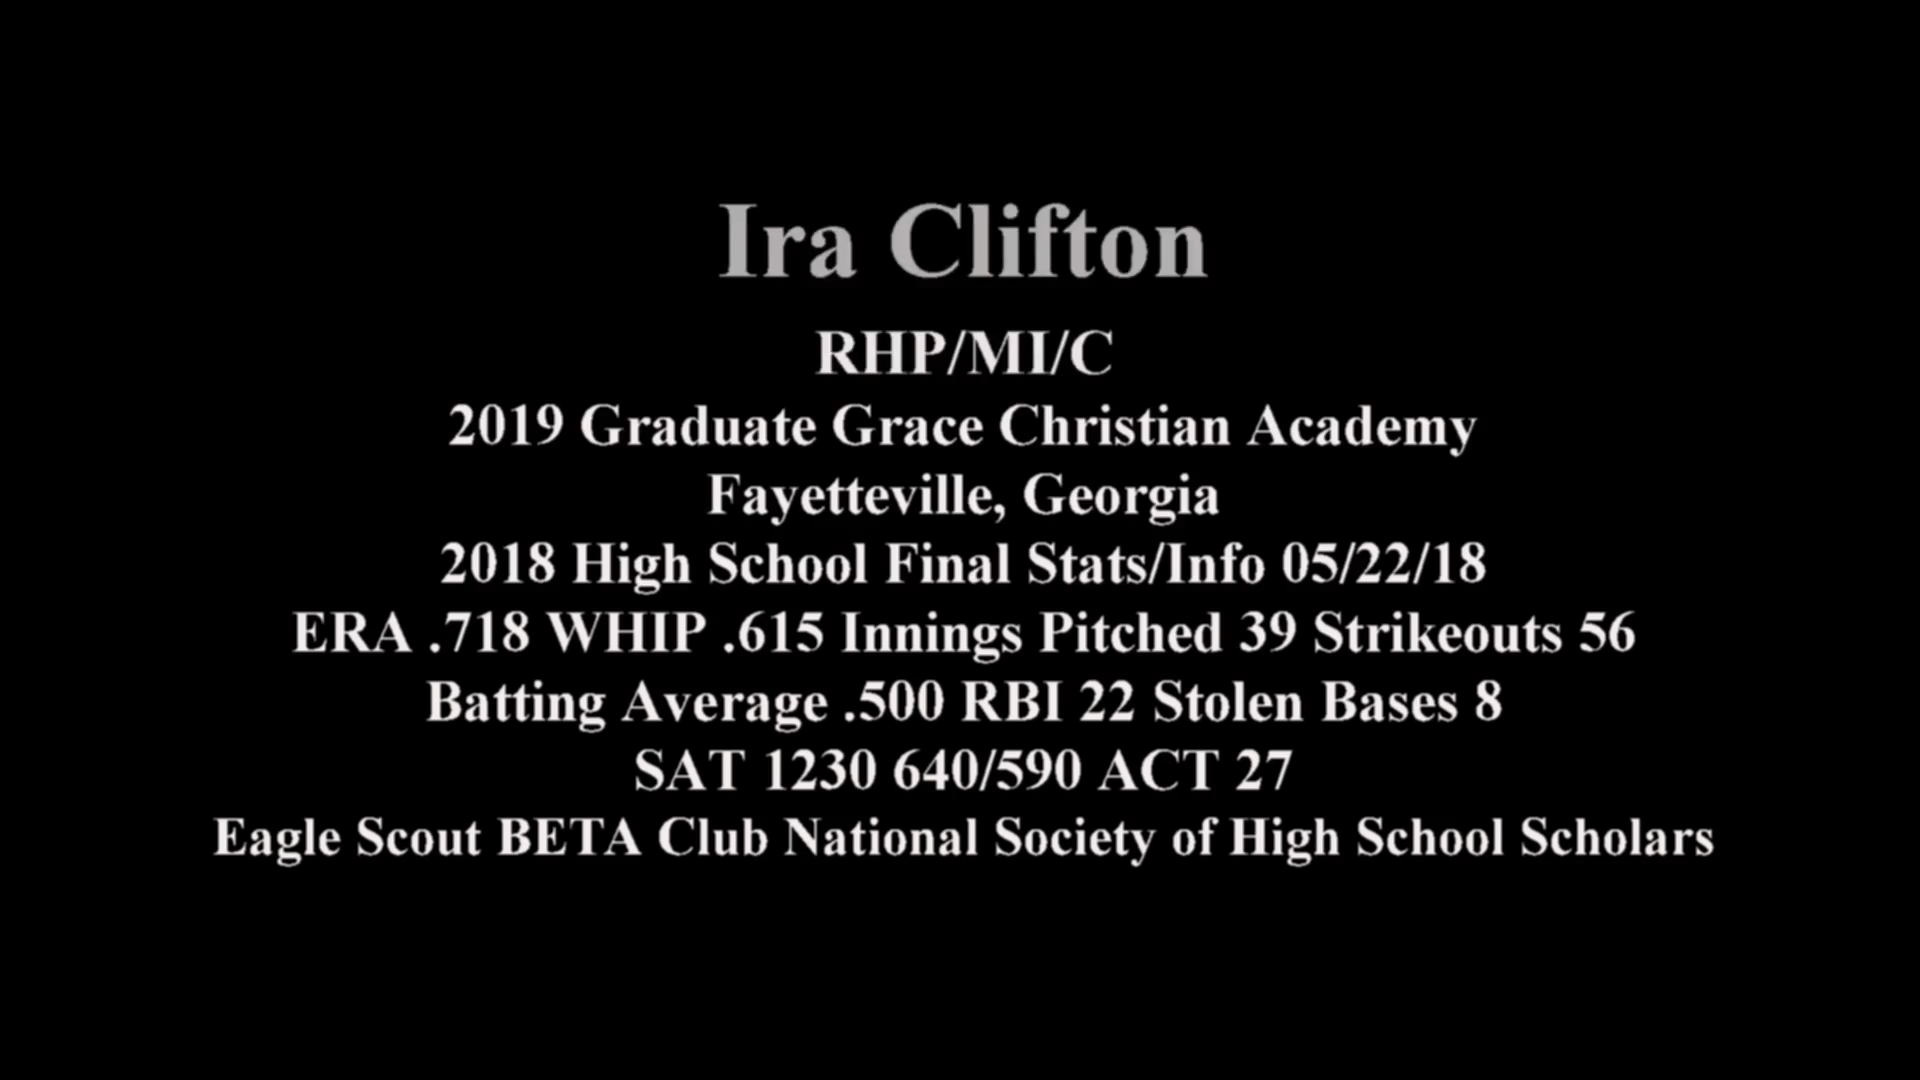 Ira Clifton
RHP/MI/C
2019 Graduate Grace Christian Academy
Fayetteville, Georgia
2018 High School Final Stats/Info 05/22/18
ERA .718 WHIP .615 Innings Pitched 39 Strikeouts 56
Batting Average .500 RBI 22 Stolen Bases 8
SAT 1230 640/590 ACT 27
Eagle Scout BETA Club National Society of High School Scholars